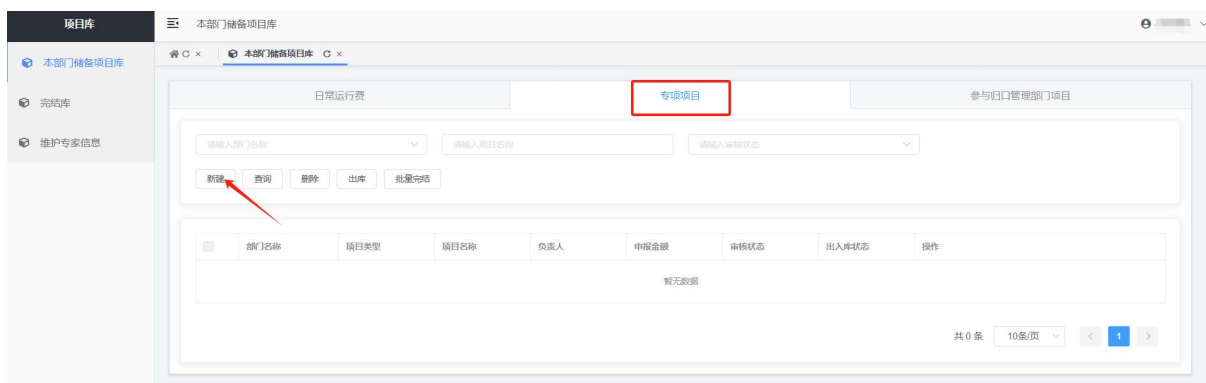 项目库
本部门储备项目库
本部门储备项目库
完结库
维护专家信息
本部门储备项目库
日常运行费
专项项目
参与归口管理部门项目
请输入部门名称
请输入项目名称
请输入审核状态
新建 查询 删除 出库 批量完结
部门名称 项目类型 项目名称 负责人 申报金额 审核状态 出入库状态 操作
暂无数据
共 0 条 10条/页 < 1 >